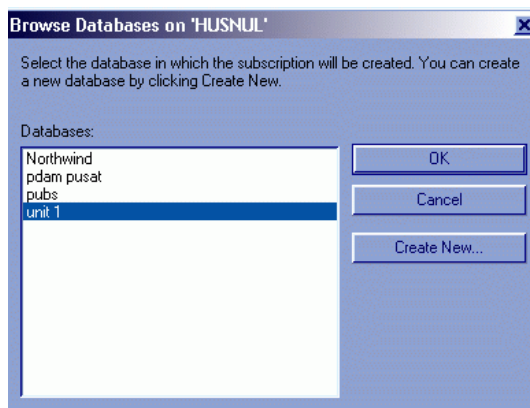 Browse Databases on 'HUSNUL'
Select the database in which the subscription will be created. You can create
a new database by clicking Create New.
Databases:
Northwind
pdam pusat
pubs
unit 1
OK
Cancel
Create New...